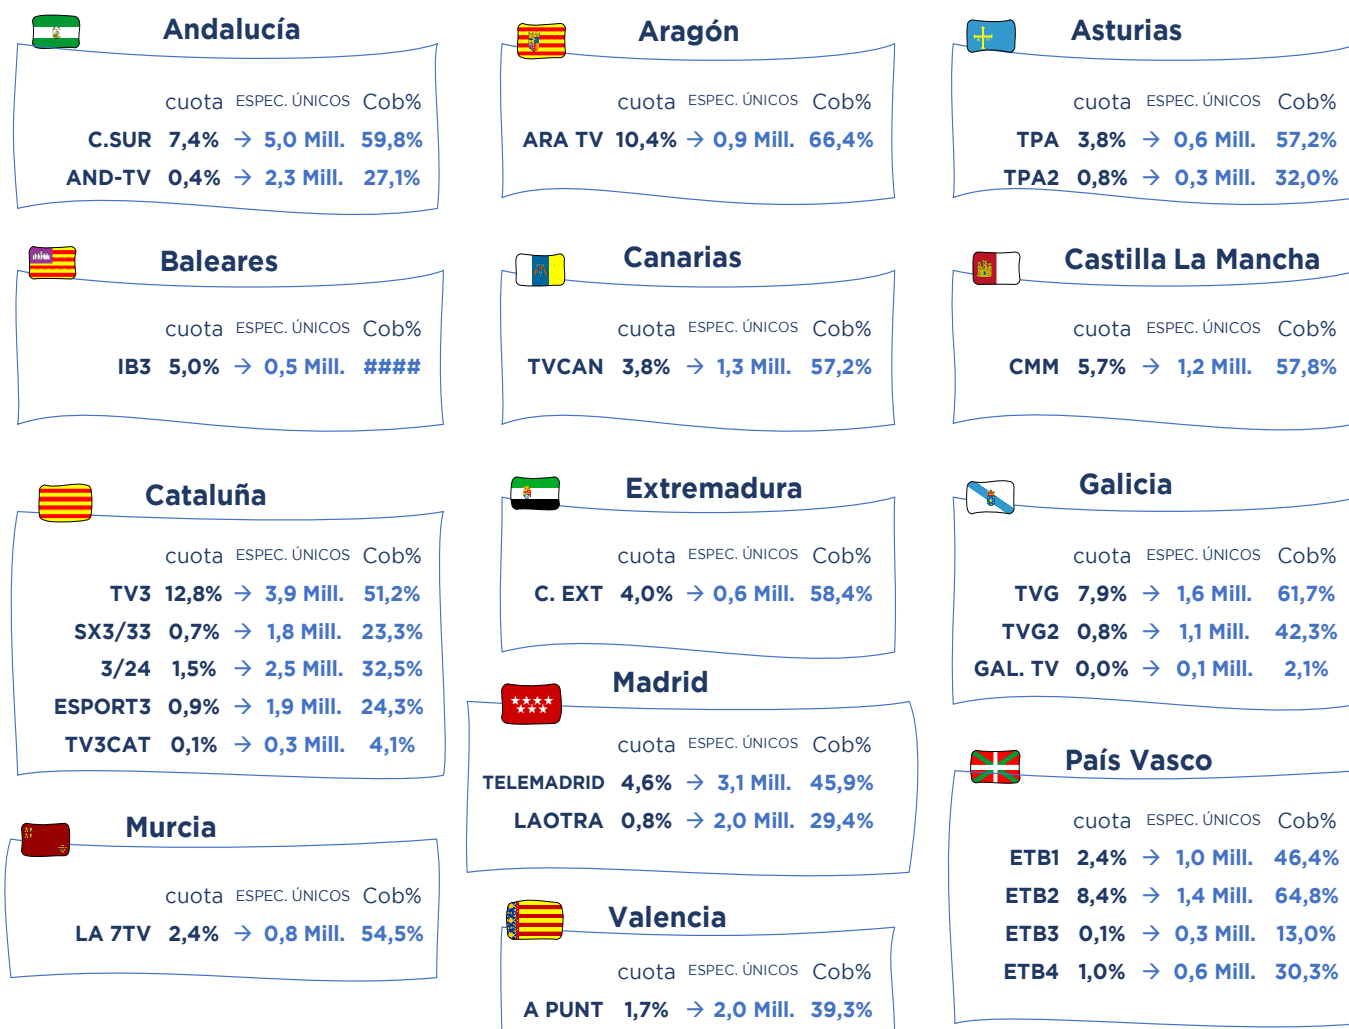 Andalucía
cuota ESPEC. ÚNICOS Cob%
C.SUR 7,4% → 5,0 Mill. 59,8%
AND-TV 0,4% → 2,3 Mill. 27,1%
Aragón
cuota ESPEC. ÚNICOS Cob%
ARA TV 10,4% → 0,9 Mill. 66,4%
Asturias
cuota ESPEC. ÚNICOS Cob%
TPA 3,8% → 0,6 Mill. 57,2%
TPA2 0,8% → 0,3 Mill. 32,0%
Baleares
cuota ESPEC. ÚNICOS Cob%
IB3 5,0% → 0,5 Mill. ####
Canarias
cuota ESPEC. ÚNICOS Cob%
TVCAN 3,8% → 1,3 Mill. 57,2%
Castilla La Mancha
cuota ESPEC. ÚNICOS Cob%
CMM 5,7% → 1,2 Mill. 57,8%
Cataluña
cuota ESPEC. ÚNICOS Cob%
TV3 12,8% → 3,9 Mill. 51,2%
SX3/33 0,7% → 1,8 Mill. 23,3%
3/24 1,5% → 2,5 Mill. 32,5%
ESPORT3 0,9% → 1,9 Mill. 24,3%
TV3CAT 0,1% → 0,3 Mill. 4,1%
Extremadura
cuota ESPEC. ÚNICOS Cob%
C. EXT 4,0% → 0,6 Mill. 58,4%
Galicia
cuota ESPEC. ÚNICOS Cob%
TVG 7,9% → 1,6 Mill. 61,7%
TVG2 0,8% → 1,1 Mill. 42,3%
GAL. TV 0,0% → 0,1 Mill. 2,1%
Madrid
cuota ESPEC. ÚNICOS Cob%
TELEMADRID 4,6% → 3,1 Mill. 45,9%
LAOTRA 0,8% → 2,0 Mill. 29,4%
País Vasco
cuota ESPEC. ÚNICOS Cob%
ETB1 2,4% → 1,0 Mill. 46,4%
ETB2 8,4% → 1,4 Mill. 64,8%
ETB3 0,1% → 0,3 Mill. 13,0%
ETB4 1,0% → 0,6 Mill. 30,3%
Murcia
cuota ESPEC. ÚNICOS Cob%
LA 7TV 2,4% → 0,8 Mill. 54,5%
Valencia
cuota ESPEC. ÚNICOS Cob%
A PUNT 1,7% → 2,0 Mill. 39,3%